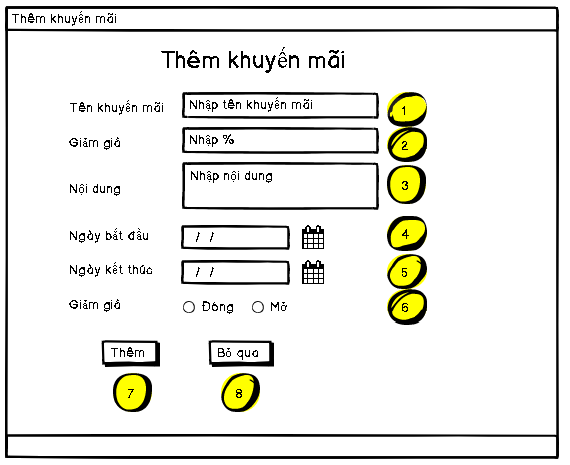 Thêm khuyến mãi
Thêm khuyến mãi
Tên khuyến mãi Nhập tên khuyến mãi 1
Giảm giá Nhập % 2
Nội dung Nhập nội dung 3
Ngày bắt đầu / / 4
Ngày kết thúc / / 5
Giảm giá Đóng Mở 6
Thêm Bỏ qua
7 8